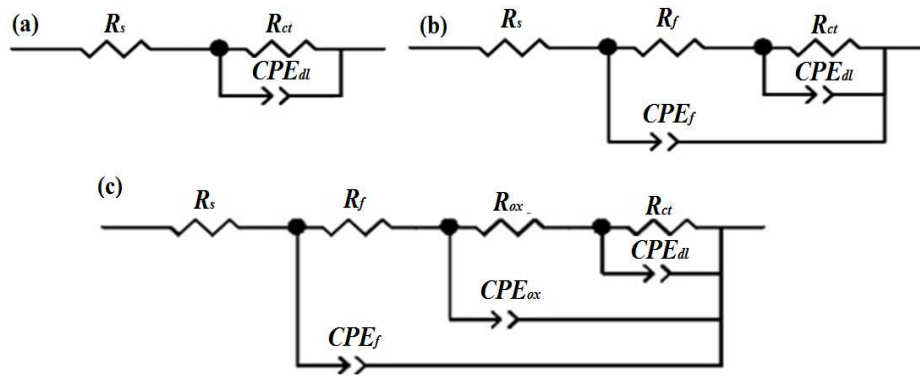 (a) Rs Rct
CPEdl
(b) Rs Rf Rct
CPEdl
CPEf
(c) Rs Rf Rox Rct
CPEdl
CPEox
CPEf